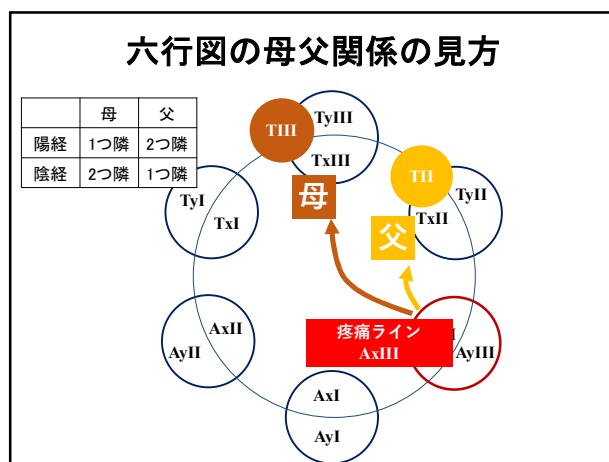 六行図の母父関係の見方
母 父
陽経 1つ隣 2つ隣
陰経 2つ隣 1つ隣
TIII
TyIII
TxIII
TII
TyII
TxII
母
父
TyI
TxI
疼痛ライン
AxIII
AyIII
AxII
AyII
AxI
AyI